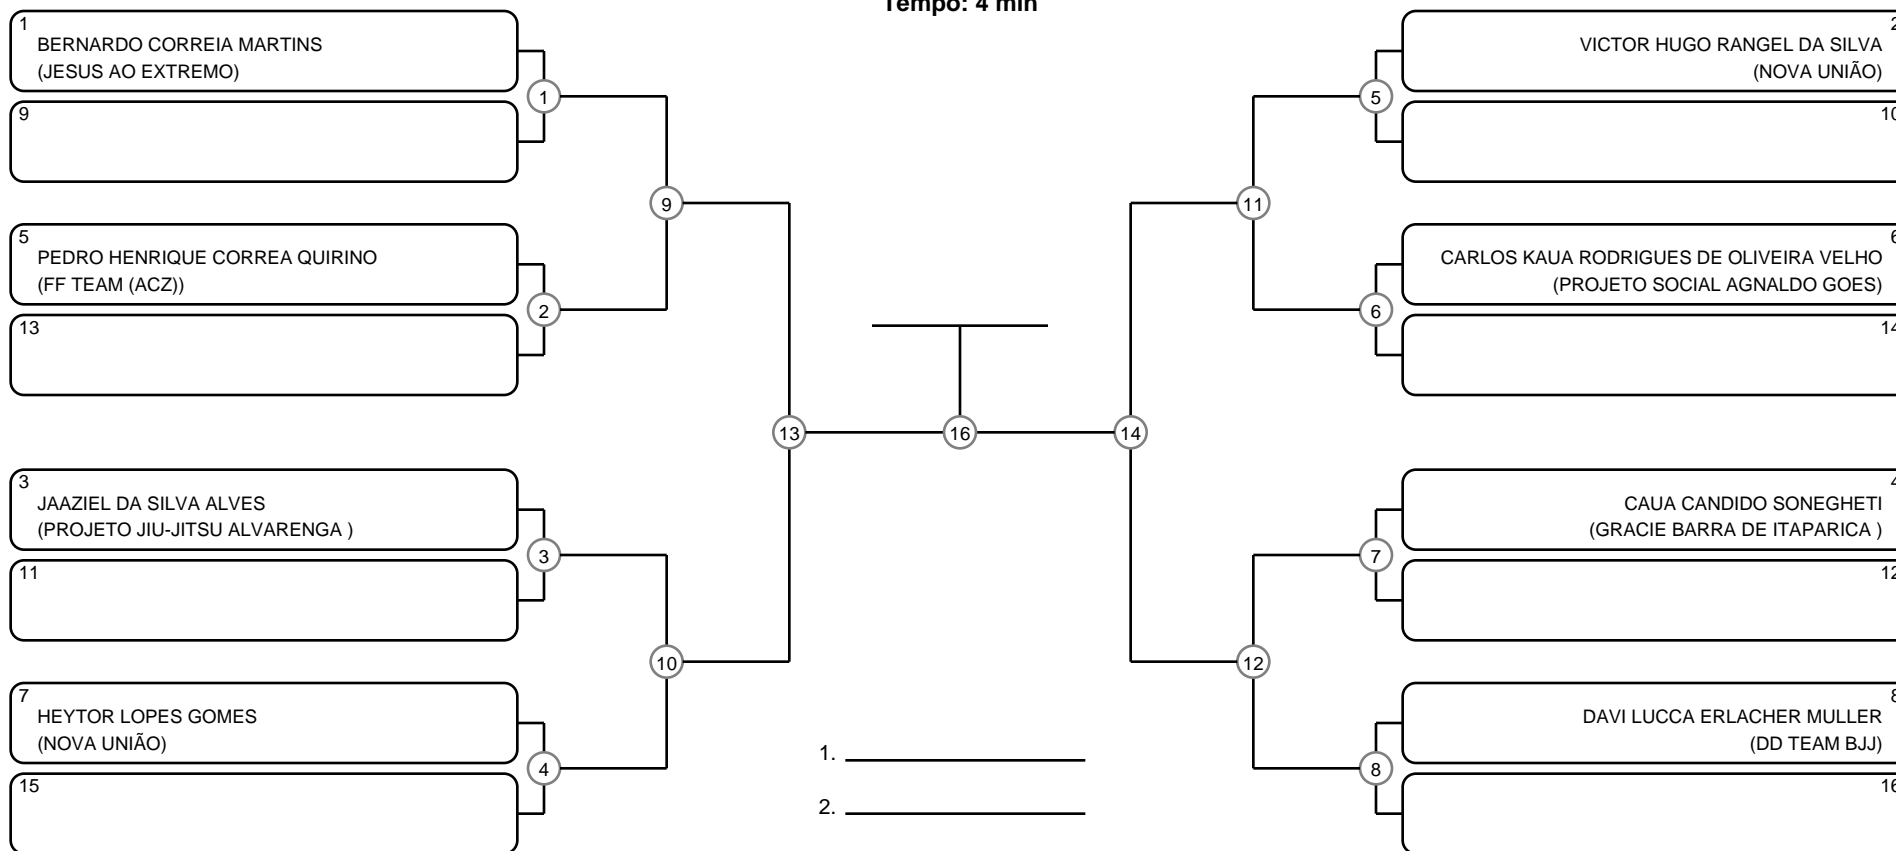 Tempo: 4 min
1
BERNARDO CORREIA MARTINS
(JESUS AO EXTREMO)
9
1
5
PEDRO HENRIQUE CORREA QUIRINO
(FF TEAM (ACZ))
13
2
9
3
JAAZIEL DA SILVA ALVES
(PROJETO JIU-JITSU ALVARENGA )
11
3
7
HEYTOR LOPES GOMES
(NOVA UNIÃO)
15
4
10
13
16
14
1.
2.
2
VICTOR HUGO RANGEL DA SILVA
(NOVA UNIÃO)
10
5
11
6
CARLOS KAUA RODRIGUES DE OLIVEIRA VELHO
(PROJETO SOCIAL AGNALDO GOES)
14
6
4
CAUA CANDIDO SONEGHETI
(GRACIE BARRA DE ITAPARICA )
12
7
12
8
DAVI LUCCA ERLACHER MULLER
(DD TEAM BJJ)
16
8